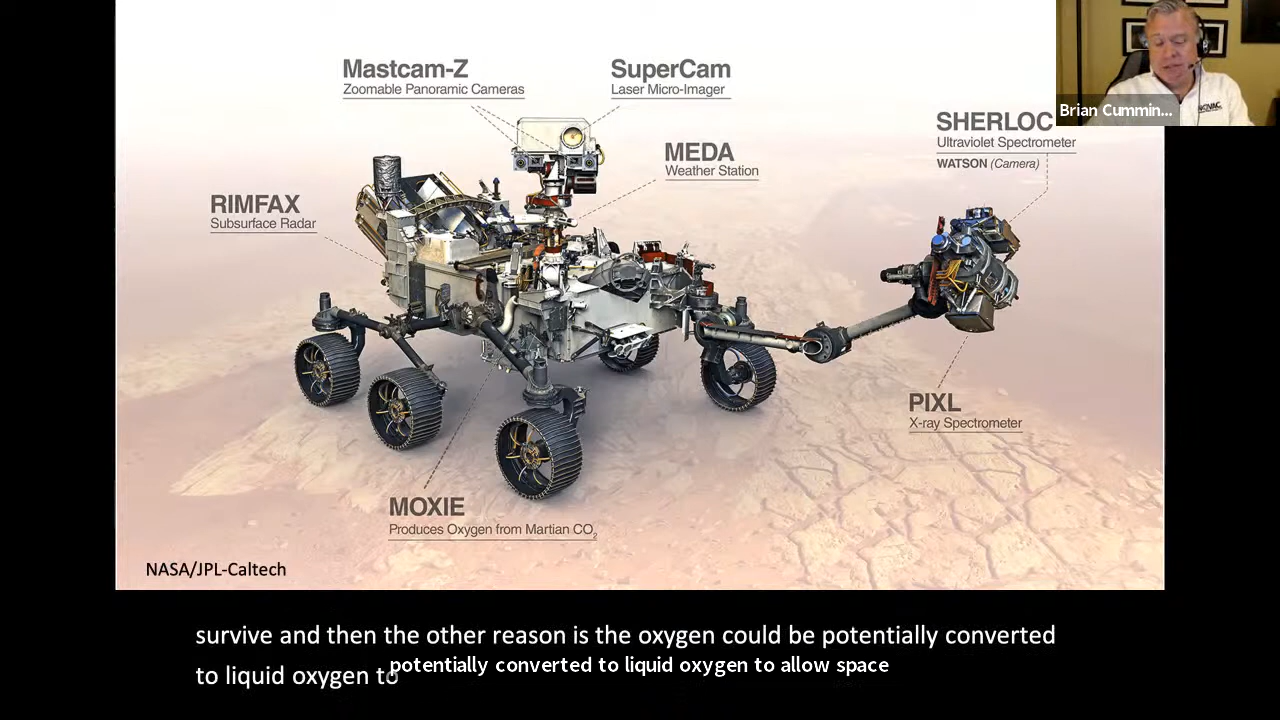 Mastcam-Z
Zoomable Panoramic Cameras
SuperCam
Laser Micro-Imager
MEDA
Weather Station
SHERLOC
Ultraviolet Spectrometer
WATSON (Camera)
RIMFAX
Subsurface Radar
PIXL
X-ray Spectrometer
MOXIE
Produces Oxygen from Martian CO2
NASA/JPL-Caltech
Brian Cummin...
survive and then the other reason is the oxygen could be potentially converted
to liquid oxygen to
potentially converted to liquid oxygen to allow space